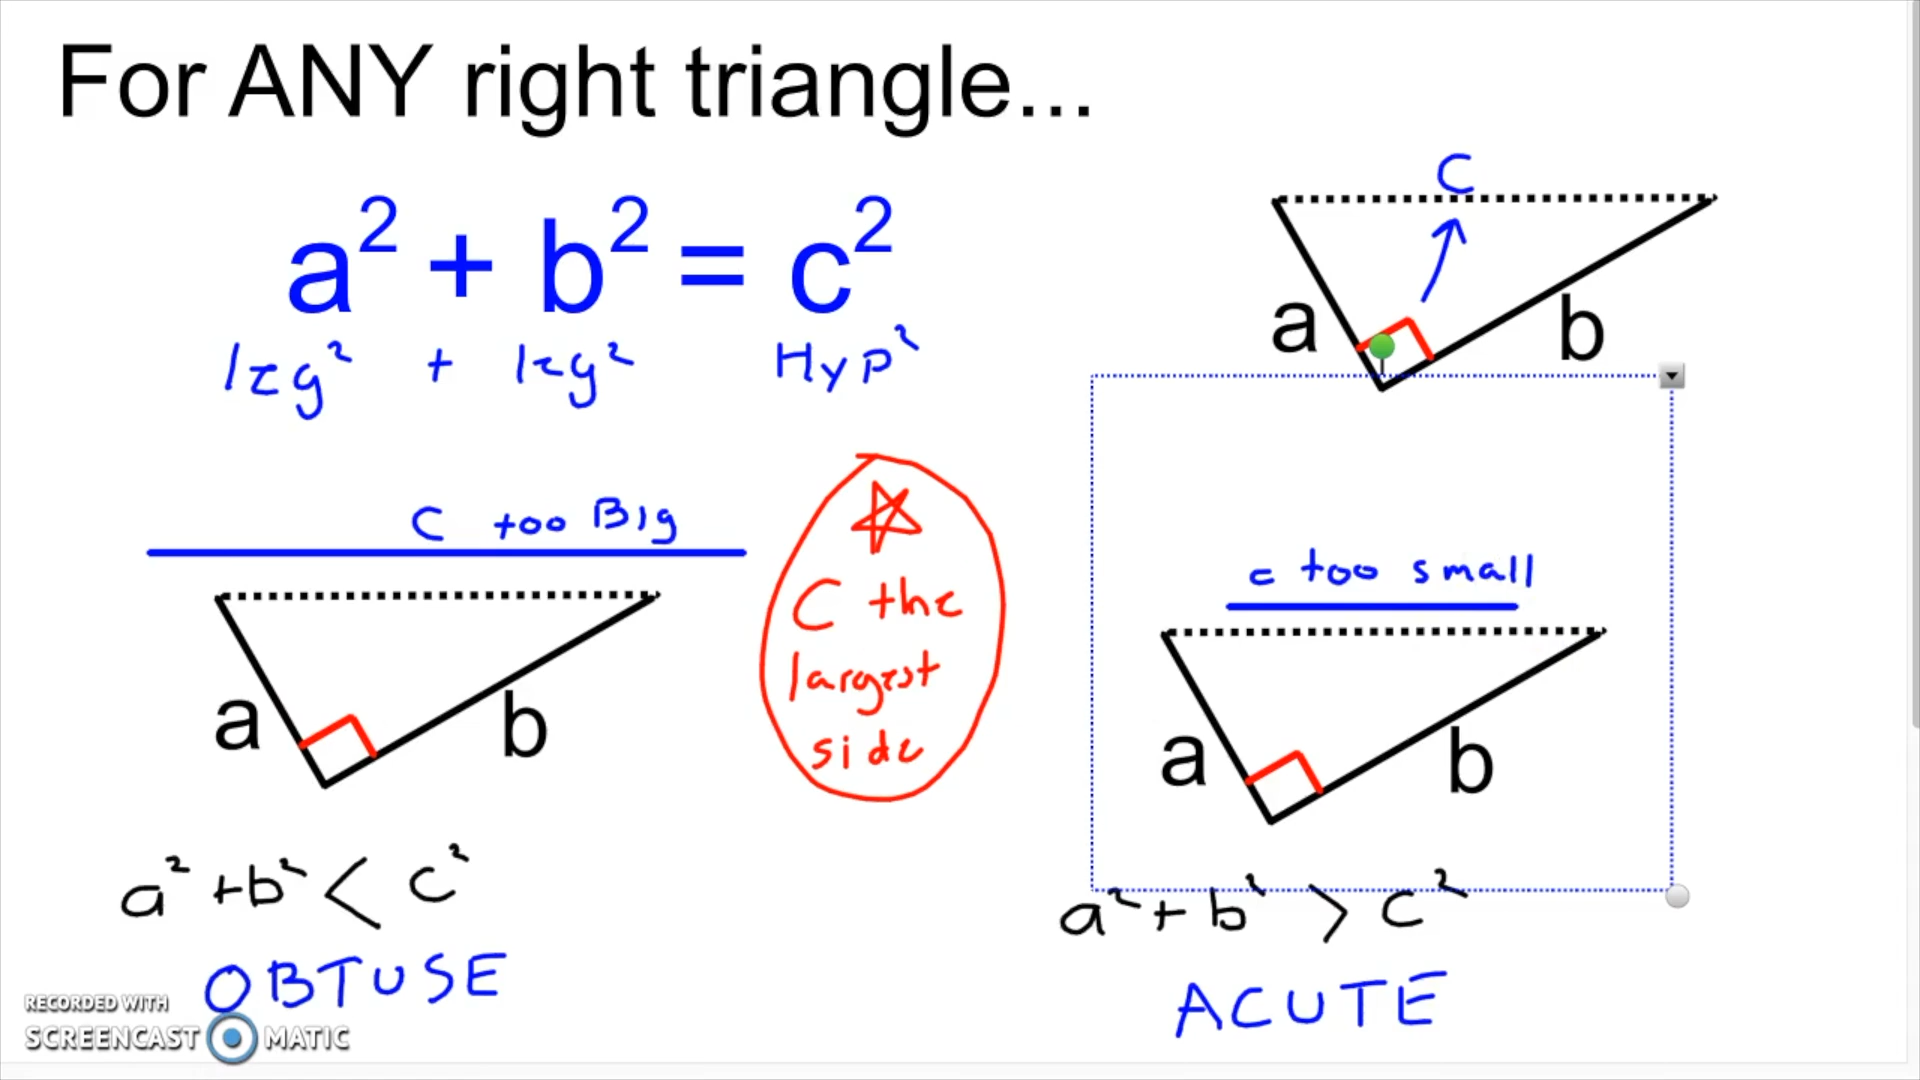 For ANY right triangle...
a² + b² = c²
leg² + leg² Hyp²
c
a b
C too Big
a b
C the
largest
side
c too small
a b
a² + b² < c²
OBTUSE
a² + b² > c²
ACUTE
RECORDED WITH
SCREENCAST MATIC